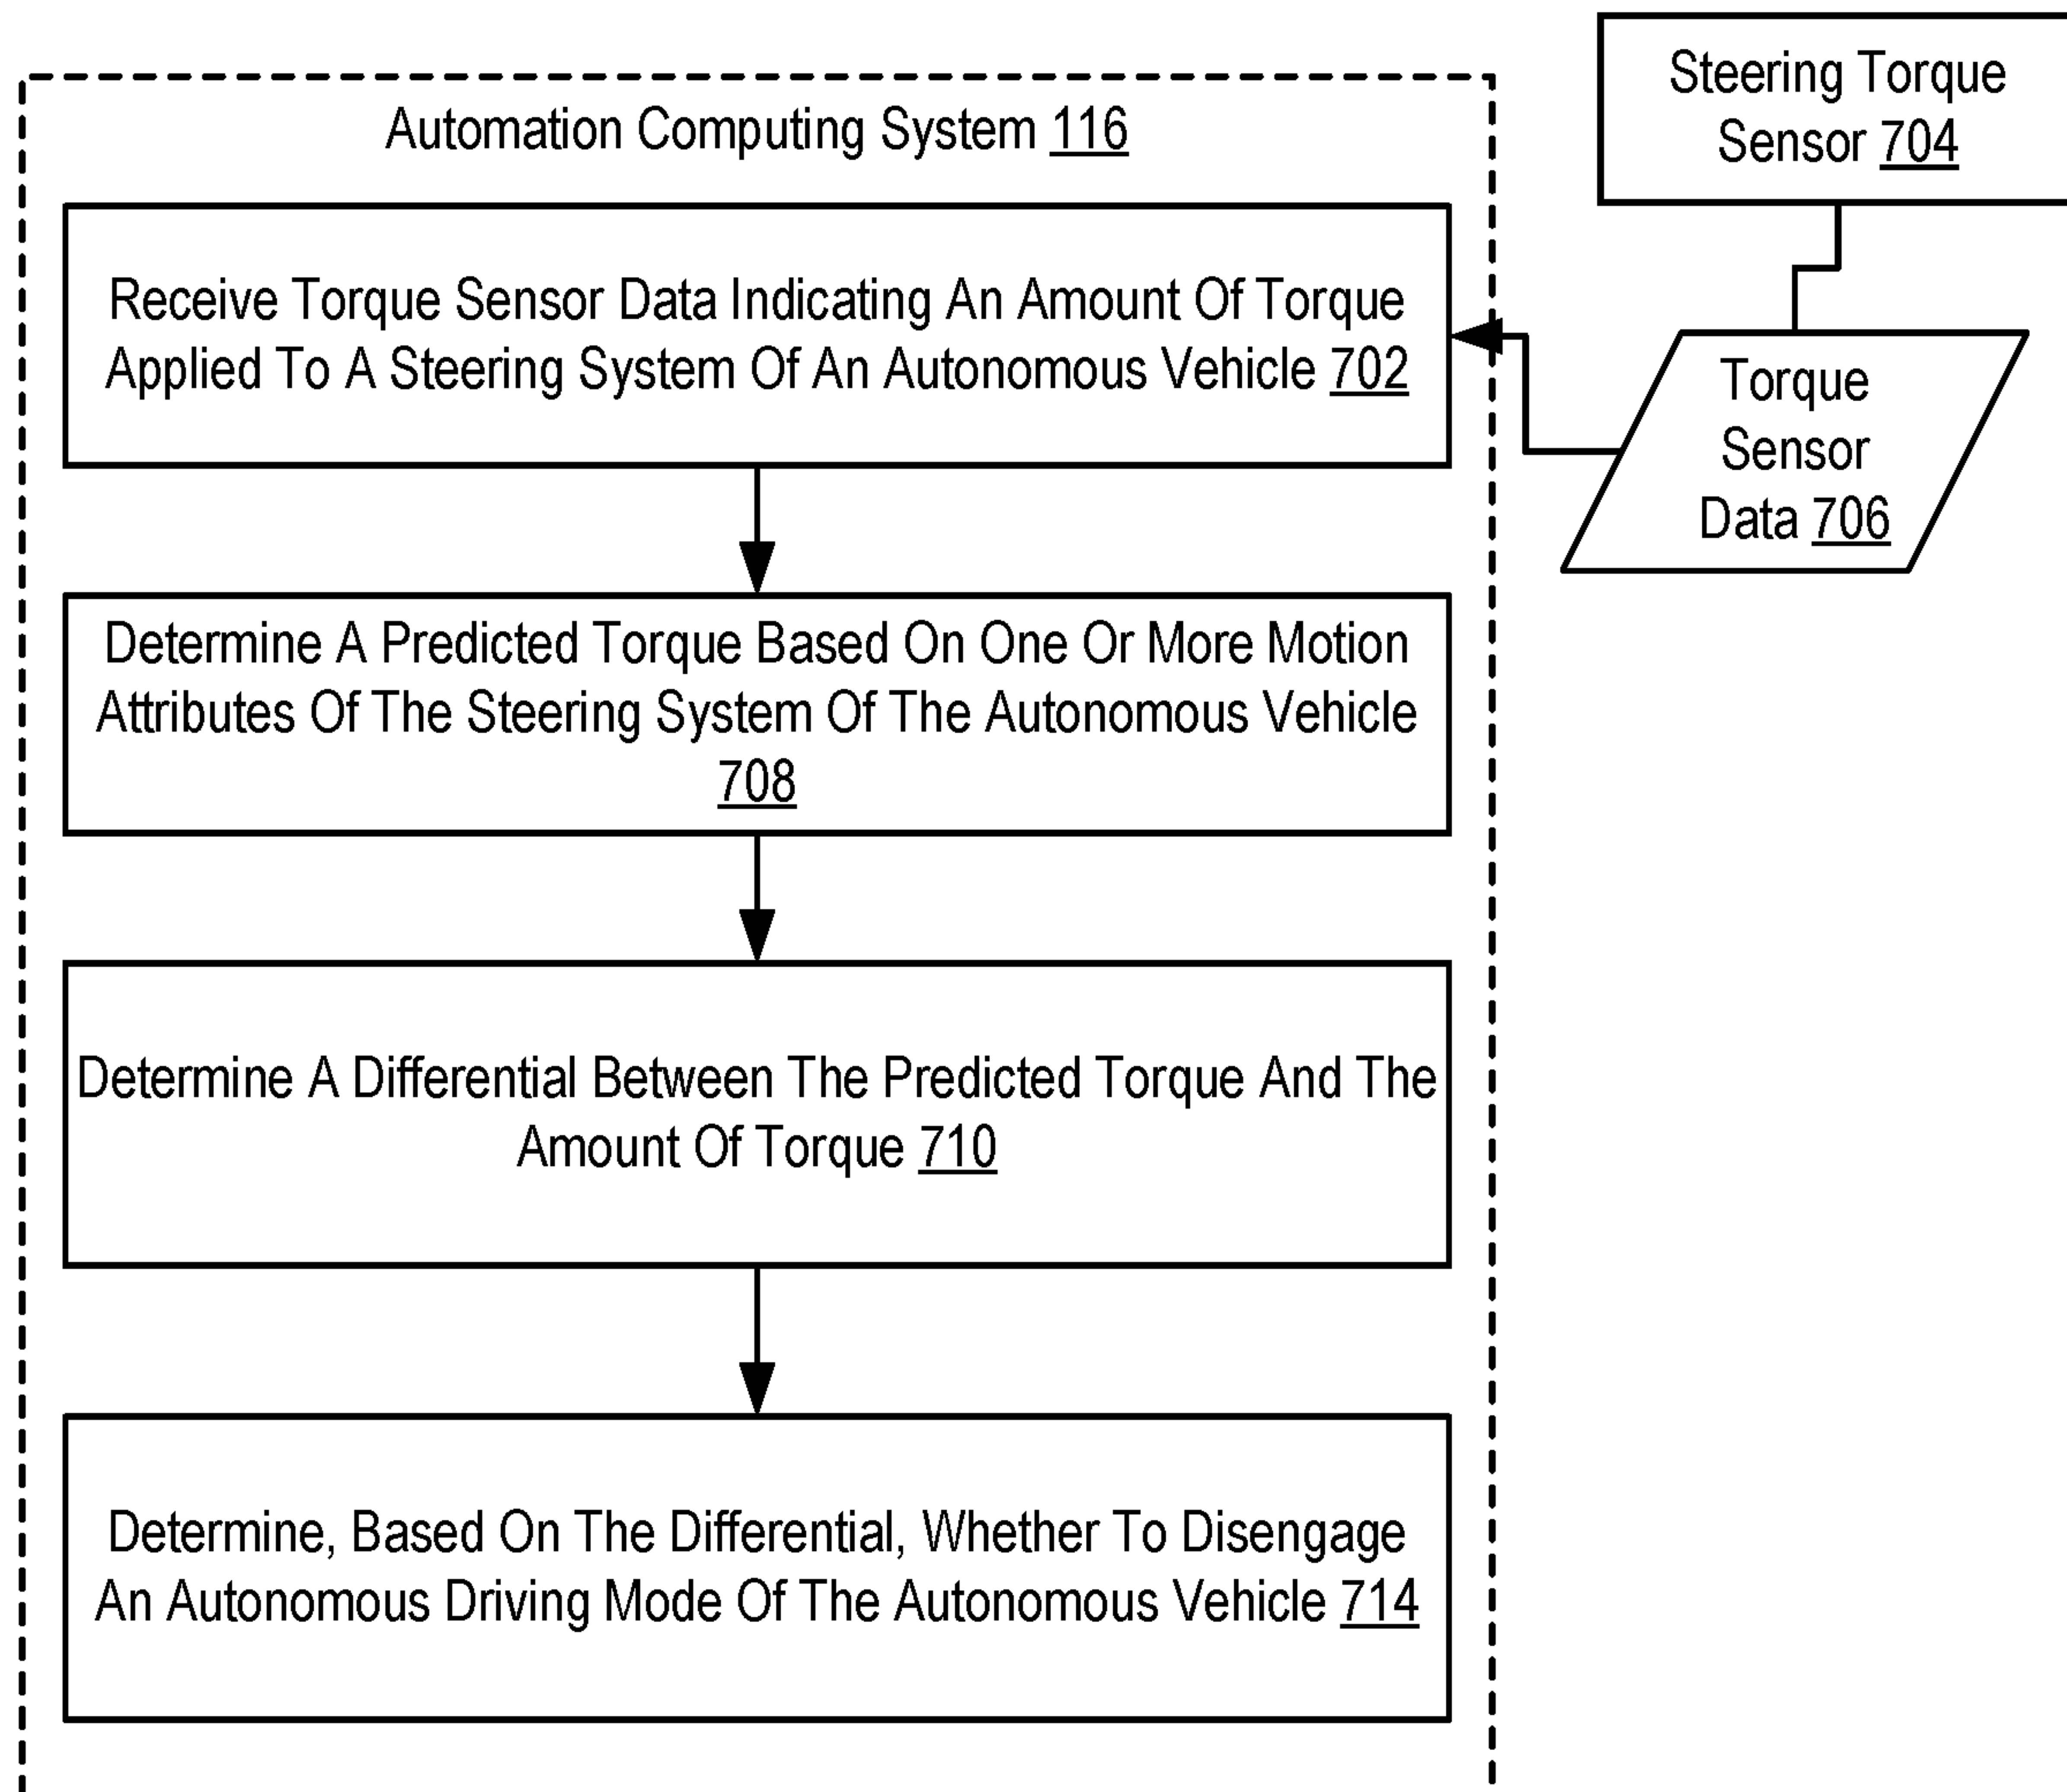 Automation Computing System 116
Steering Torque
Sensor 704
Receive Torque Sensor Data Indicating An Amount Of Torque
Applied To A Steering System Of An Autonomous Vehicle 702
Torque
Sensor
Data 706
Determine A Predicted Torque Based On One Or More Motion
Attributes Of The Steering System Of The Autonomous Vehicle
708
Determine A Differential Between The Predicted Torque And The
Amount Of Torque 710
Determine, Based On The Differential, Whether To Disengage
An Autonomous Driving Mode Of The Autonomous Vehicle 714